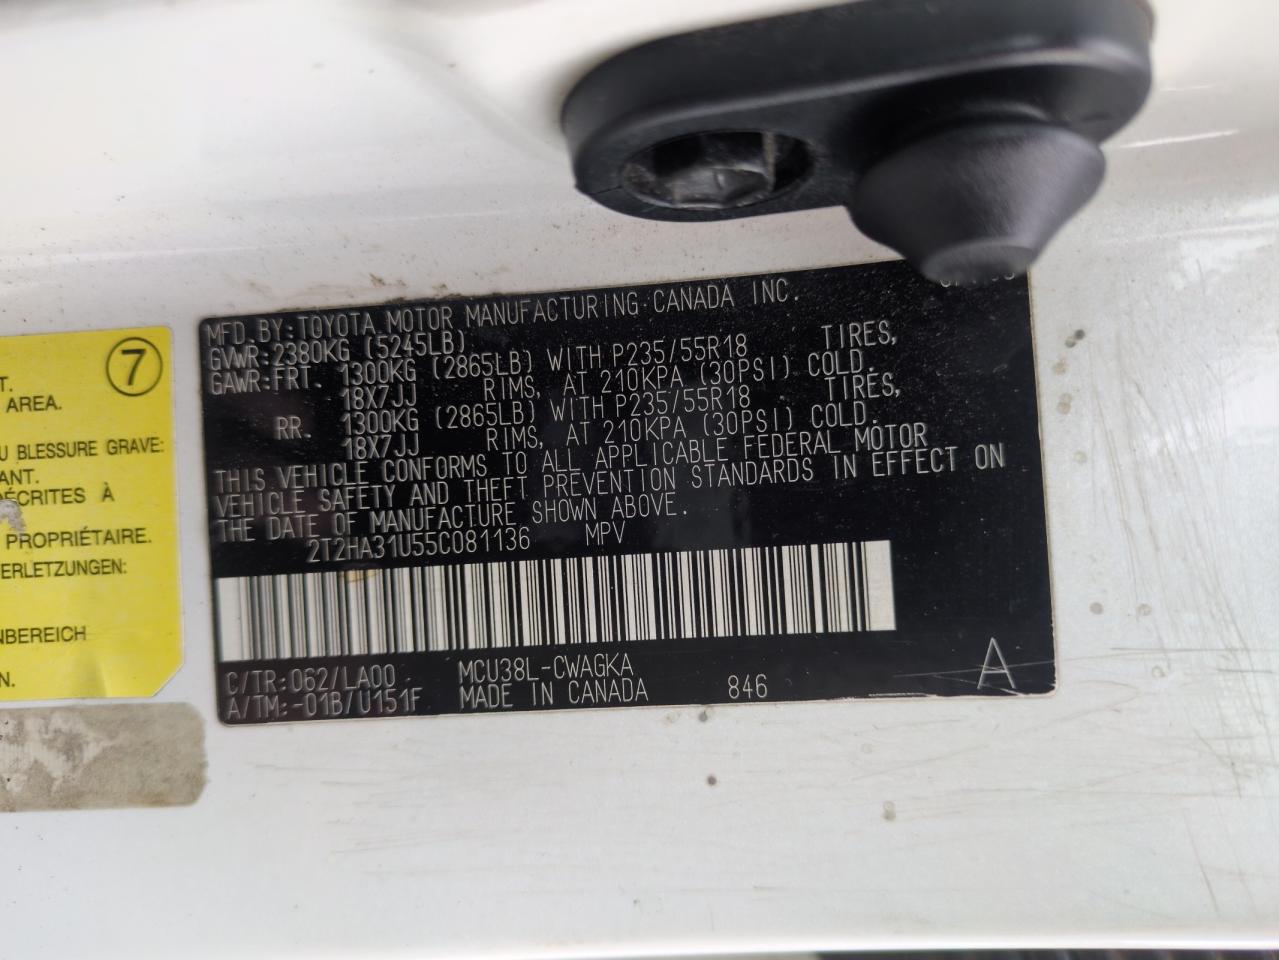 MFD.BY:TOYOTA MOTOR MANUFACTURING CANADA INC.
GVWR:2380KG (5245LB)
GAWR:FRT. 1300KG (2865LB) WITH P235/55R18 TIRES,
18X7JJ RIMS, AT 210KPA (30PSI) COLD.
RR. 1300KG (2865LB) WITH P235/55R18 TIRES,
18X7JJ RIMS, AT 210KPA (30PSI) COLD.
THIS VEHICLE CONFORMS TO ALL APPLICABLE FEDERAL MOTOR
VEHICLE SAFETY AND THEFT PREVENTION STANDARDS IN EFFECT ON
THE DATE OF MANUFACTURE SHOWN ABOVE.
2T2HA31U55C081136 MPV
C/TR:062/LA00 MCU38L-CWAGKA
A/TM:-01B/U151F MADE IN CANADA 846 A
7
AREA.
BLESSURE GRAVE:
À
PROPRIÉTAIRE.